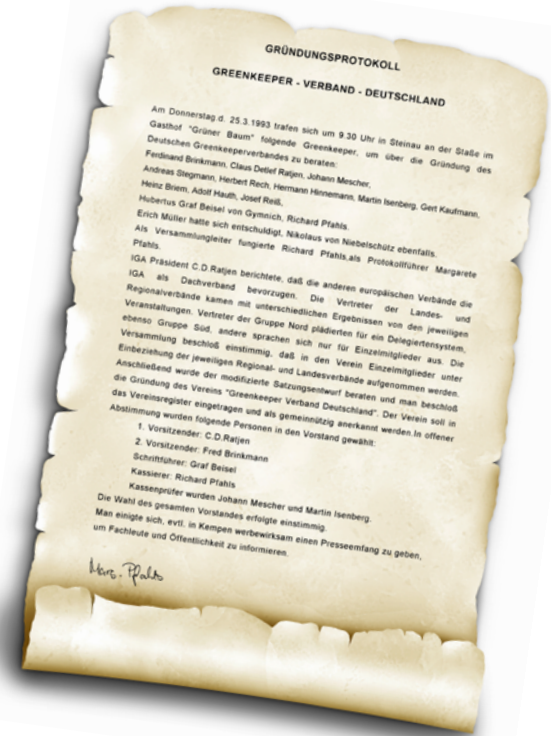 GRÜNDUNGSPROTOKOLL
GREENKEEPER - VERBAND - DEUTSCHLAND
Am Donnerstag,d. 25.3.1993 trafen sich um 9.30 Uhr in Steinau an der Staße im
Gasthof "Grüner Baum" folgende Greenkeeper, um über die Gründung des
Deutschen Greenkeeperverbandes zu beraten:
Ferdinand Brinkmann, Claus Detlef Ratjen, Johann Mescher,
Andreas Stegmann, Herbert Rech, Hermann Hinnemann, Martin Isenberg, Gert Kaufmann,
Heinz Briem, Adolf Hauth, Josef Reiß,
Hubertus Graf Beisel von Gymnich, Richard Pfahls.
Erich Müller hatte sich entschuldigt, Nikolaus von Niebelschütz ebenfalls.
Als Versammlungleiter fungierte Richard Pfahls,als Protokollführer Margarete
Pfahls.
IGA Präsident C.D.Ratjen berichtete, daß die anderen europäischen Verbände die
IGA als Dachverband bevorzugen. Die Vertreter der Landes- und
Regionalverbände kamen mit unterschiedlichen Ergebnissen von den jeweiligen
Veranstaltungen. Vertreter der Gruppe Nord plädierten für ein Delegiertensystem,
ebenso Gruppe Süd, andere sprachen sich nur für Einzelmitglieder aus. Die
Versammlung beschloß einstimmig, daß in den Verein Einzelmitglieder unter
Einbeziehung der jeweiligen Regional- und Landesverbände aufgenommen werden.
Anschließend wurde der modifizierte Satzungsentwurf beraten und man beschloß
die Gründung des Vereins "Greenkeeper Verband Deutschland". Der Verein soll in
das Vereinsregister eingetragen und als gemeinnützig anerkannt werden.In offener
Abstimmung wurden folgende Personen in den Vorstand gewählt:
1. Vorsitzender: C.D.Ratjen
2. Vorsitzender: Fred Brinkmann
Schriftführer: Graf Beisel
Kassierer: Richard Pfahls
Kassenprüfer wurden Johann Mescher und Martin Isenberg.
Die Wahl des gesamten Vorstandes erfolgte einstimmig.
Man einigte sich, evtl. in Kempen werbewirksam einen Presseempfang zu geben,
um Fachleute und Öffentlichkeit zu informieren.
Marg. Pfahls